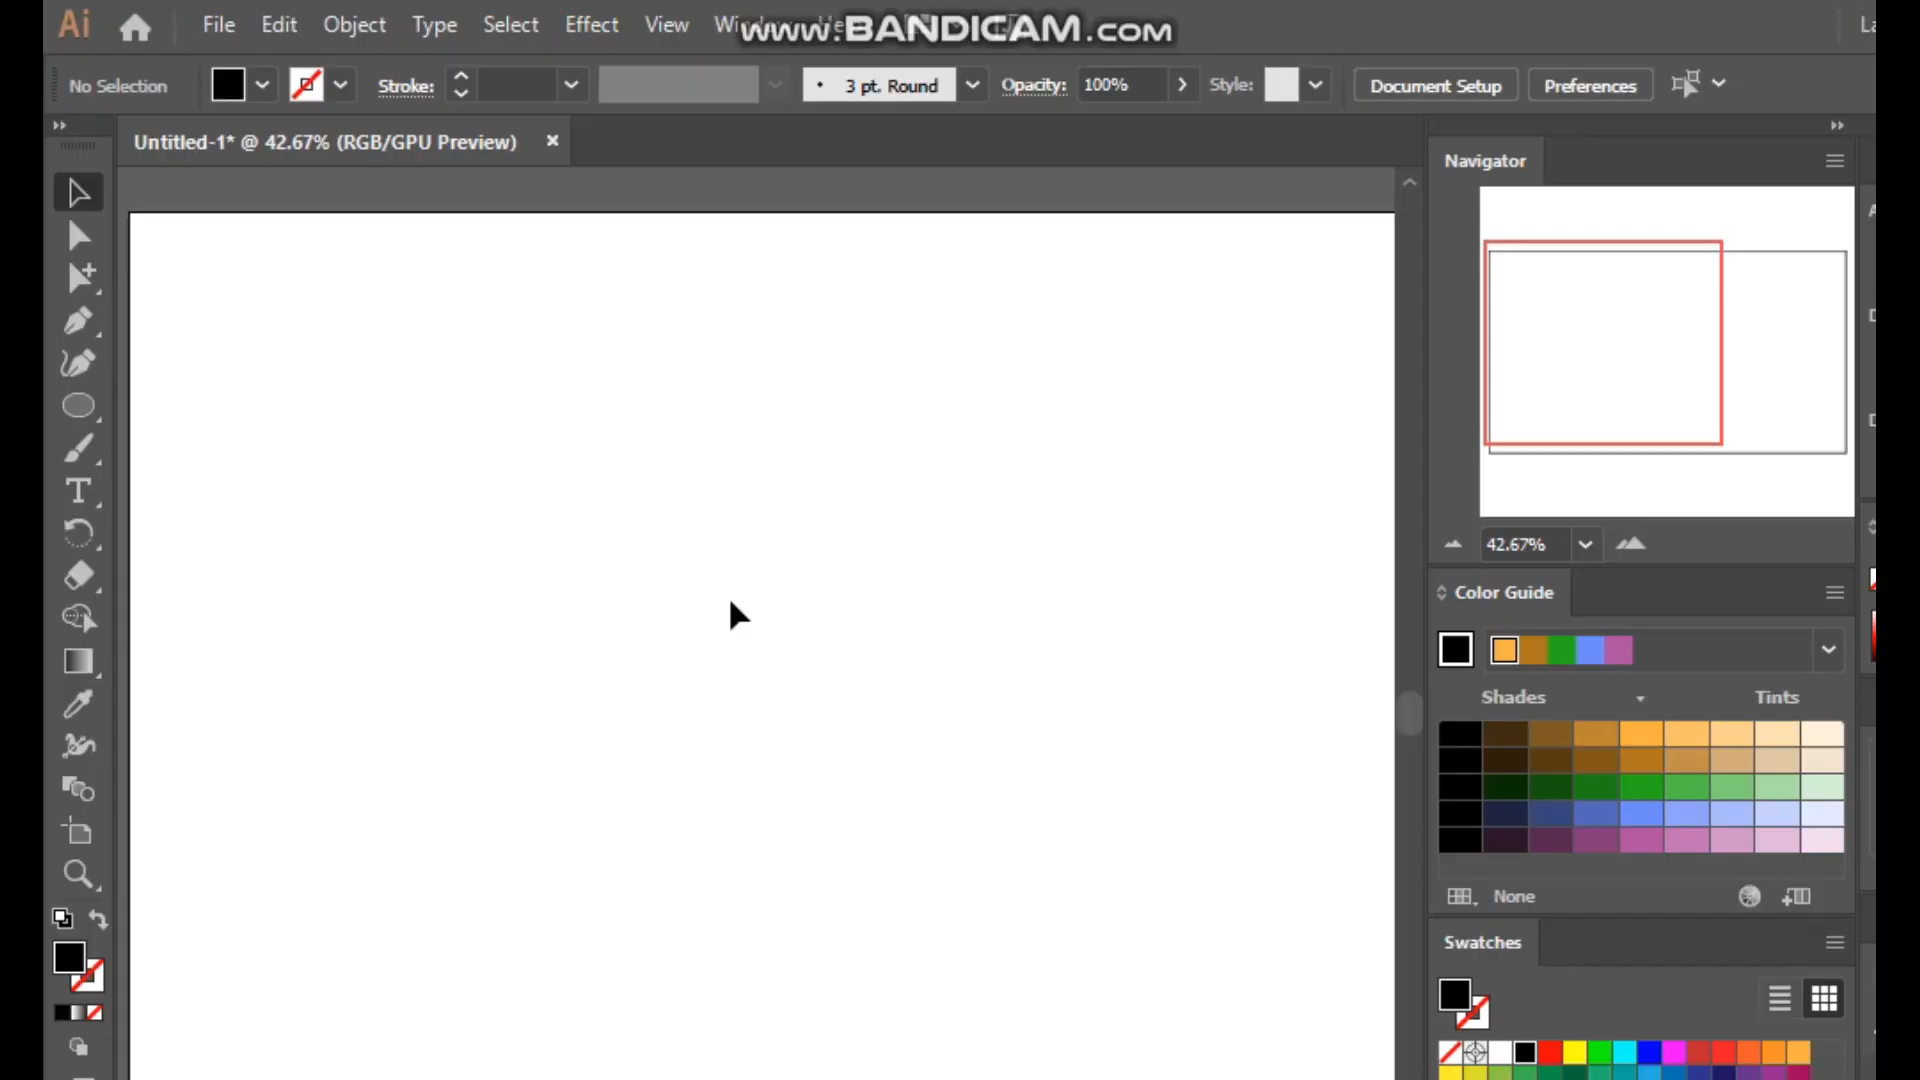 Ai File Edit Object Type Select Effect View
www.BANDICAM.com
No Selection Stroke: 3 pt. Round Opacity: 100% Style: Document Setup Preferences
Untitled-1* @ 42.67% (RGB/GPU Preview)
Navigator
42.67%
Color Guide
Shades Tints
None
Swatches